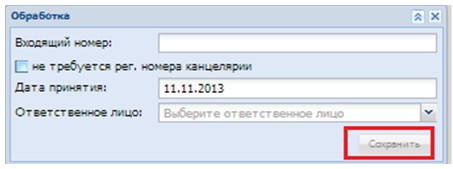 Обработка
Входящий номер:
не требуется рег. номера канцелярии
Дата принятия: 11.11.2013
Ответственное лицо: Выберите ответственное лицо
Сохранить